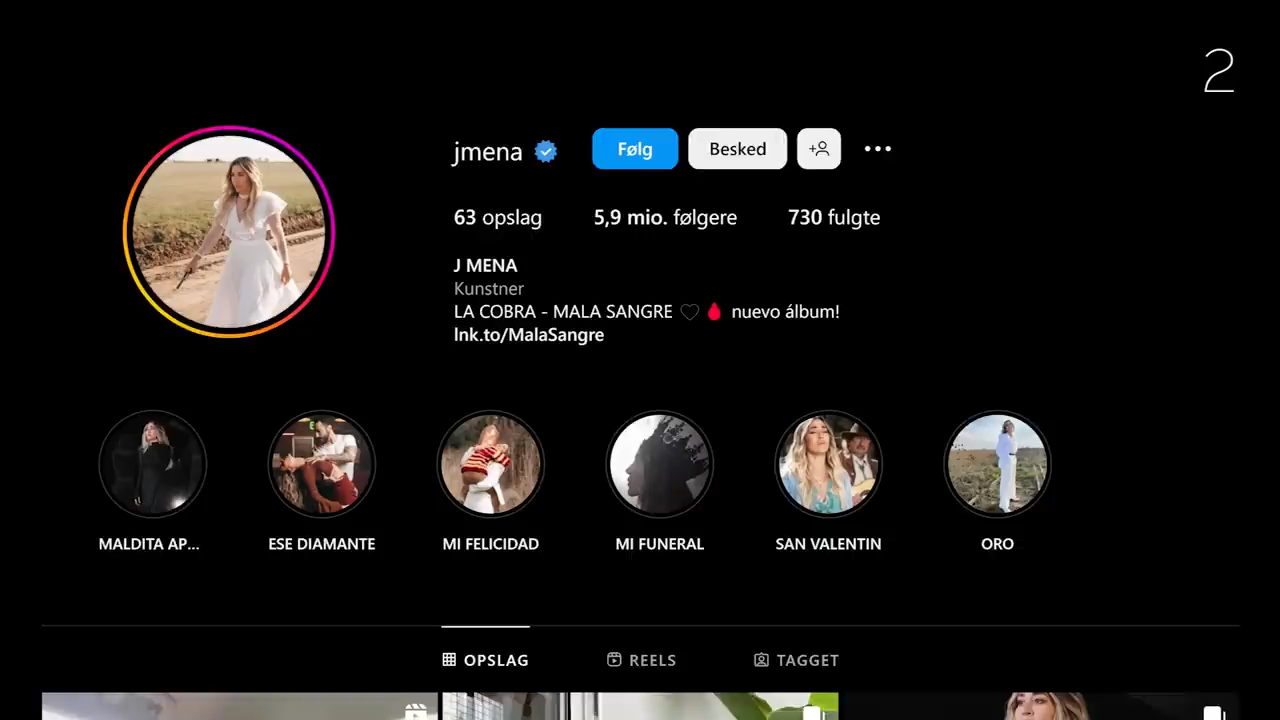 2
jmena
Følg
Besked
63 opslag
5,9 mio. følgere
730 fulgte
J MENA
Kunstner
LA COBRA - MALA SANGRE 🖤🩸 nuevo álbum!
lnk.to/MalaSangre
MALDITA AP...
ESE DIAMANTE
MI FELICIDAD
MI FUNERAL
SAN VALENTIN
ORO
OPSLAG
REELS
TAGGET